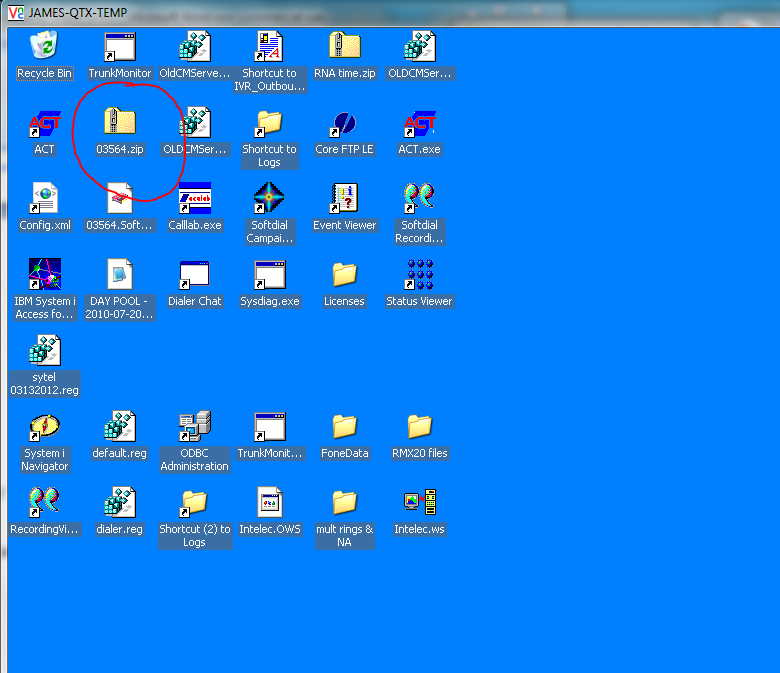 JAMES-QTX-TEMP
Recycle Bin
TrunkMonitor
OldCMServe...
Shortcut to
IVR_Outbou...
RNA time.zip
OLDCMSer...
ACT
03564.zip
OLDCMSer...
Shortcut to
Logs
Core FTP LE
ACT.exe
Config.xml
03564.Soft...
Calllab.exe
Softdial
Campai...
Event Viewer
Softdial
Recordi...
IBM System i
Access fo...
DAY POOL -
2010-07-20...
Dialer Chat
Sysdiag.exe
Licenses
Status Viewer
sytel
03132012.reg
System i
Navigator
default.reg
ODBC
Administration
TrunkMonit...
FoneData
RMX20 files
RecordingVi...
dialer.reg
Shortcut (2) to
Logs
Intelec.OWS
mult rings &
NA
Intelec.ws